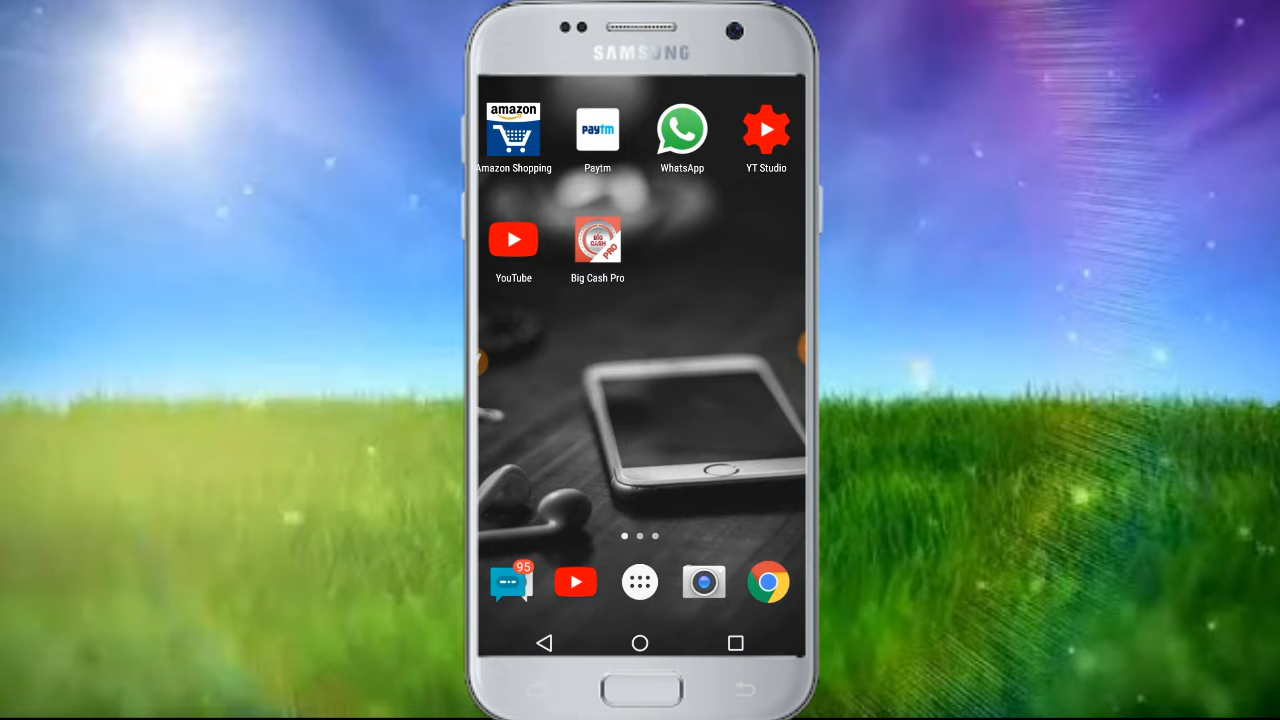 SAMSUNG
amazon
paytm
Amazon Shopping
Paytm
WhatsApp
YT Studio
BIG
CASH
PRO
YouTube
Big Cash Pro
95